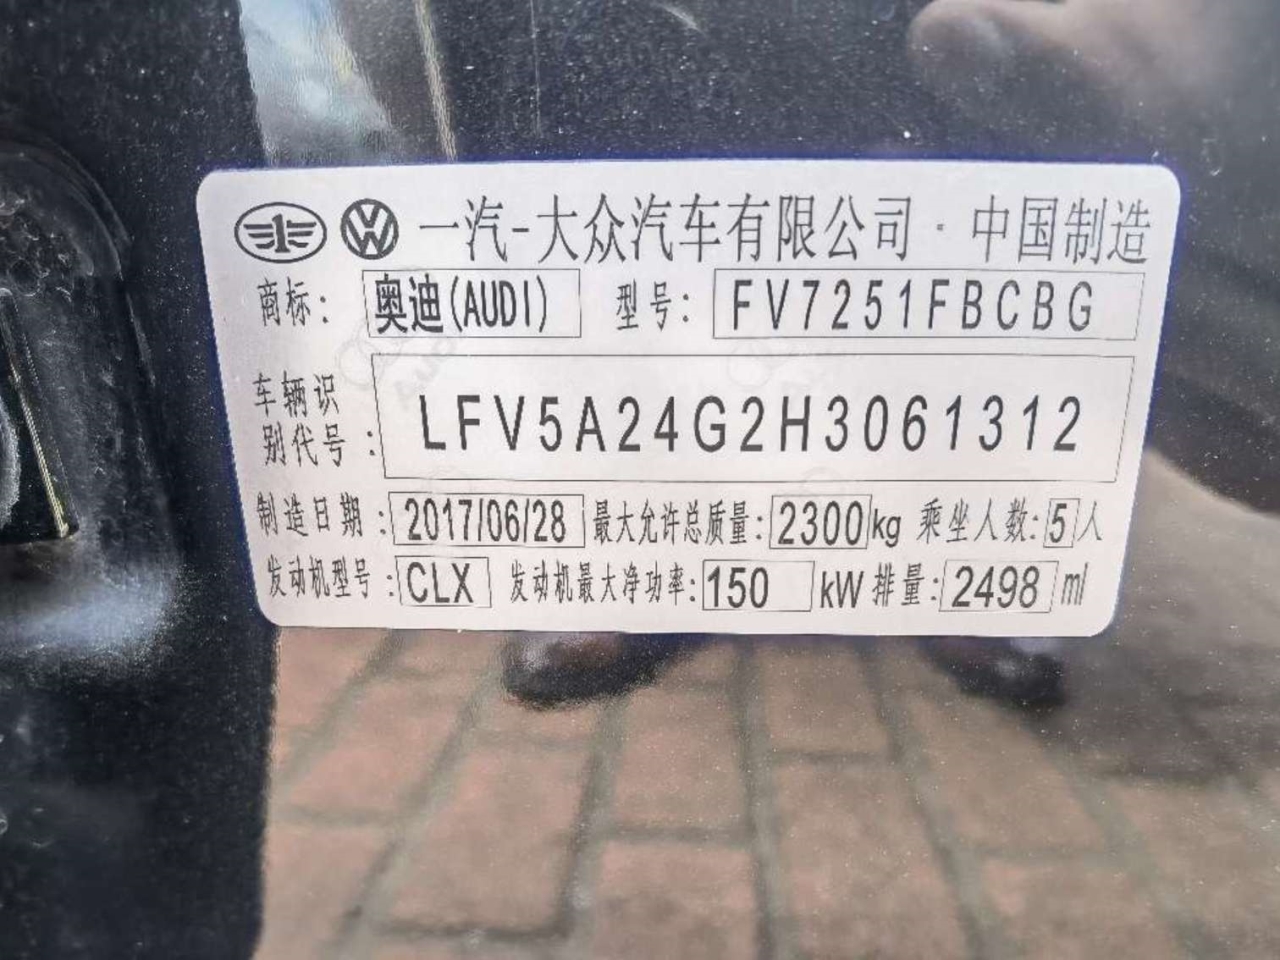 一汽-大众汽车有限公司·中国制造
商标: 奥迪(AUDI) 型号: FV7251FBCBG
车辆识
别代号: LFV5A24G2H3061312
制造日期: 2017/06/28 最大允许总质量: 2300kg 乘坐人数: 5人
发动机型号: CLX 发动机最大净功率: 150 kW 排量: 2498 ml